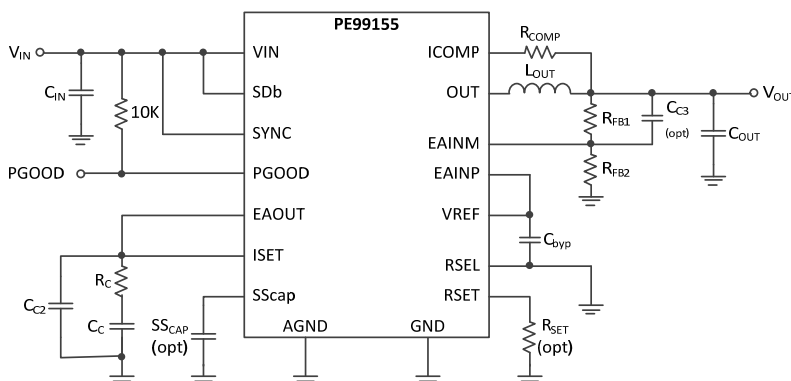 PE99155
VIN
VIN
ICOMP
RCOMP
CIN
SDb
OUT
LOUT
VOUT
10K
SYNC
RFB1
CC3
(opt)
COUT
EAINM
PGOOD
PGOOD
EAINP
RFB2
EAOUT
VREF
ISET
Cbyp
RC
RSEL
CC2
SScap
RSET
CC
SSCAP
(opt)
AGND
GND
RSET
(opt)